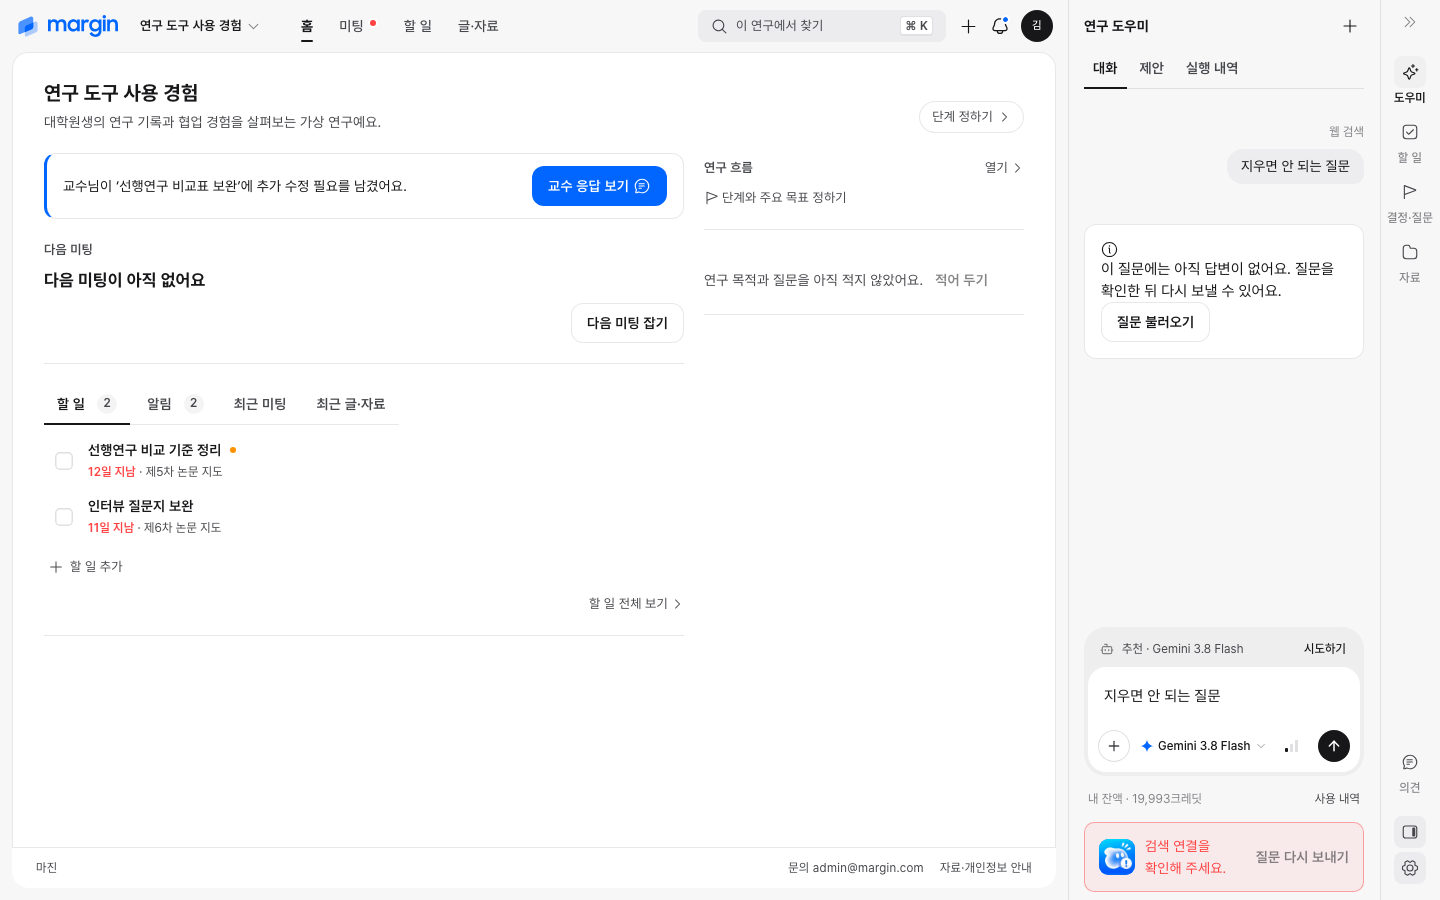 margin
연구 도구 사용 경험
홈
미팅
할 일
글·자료
이 연구에서 찾기
⌘ K
김
연구 도구 사용 경험
대학원생의 연구 기록과 협업 경험을 살펴보는 가상 연구예요.
단계 정하기
교수님이 ‘선행연구 비교표 보완’에 추가 수정 필요를 남겼어요.
교수 응답 보기
다음 미팅
다음 미팅이 아직 없어요
다음 미팅 잡기
할 일 2
알림 2
최근 미팅
최근 글·자료
선행연구 비교 기준 정리
12일 지남 · 제5차 논문 지도
인터뷰 질문지 보완
11일 지남 · 제6차 논문 지도
할 일 추가
할 일 전체 보기
연구 흐름
열기
단계와 주요 목표 정하기
연구 목적과 질문을 아직 적지 않았어요. 적어 두기
마진
문의 admin@margin.com
자료·개인정보 안내
연구 도우미
대화
제안
실행 내역
웹 검색
지우면 안 되는 질문
이 질문에는 아직 답변이 없어요. 질문을
확인한 뒤 다시 보낼 수 있어요.
질문 불러오기
추천 · Gemini 3.8 Flash
시도하기
지우면 안 되는 질문
Gemini 3.8 Flash
내 잔액 · 19,993크레딧
사용 내역
검색 연결을
확인해 주세요.
질문 다시 보내기
도우미
할 일
결정·질문
자료
의견